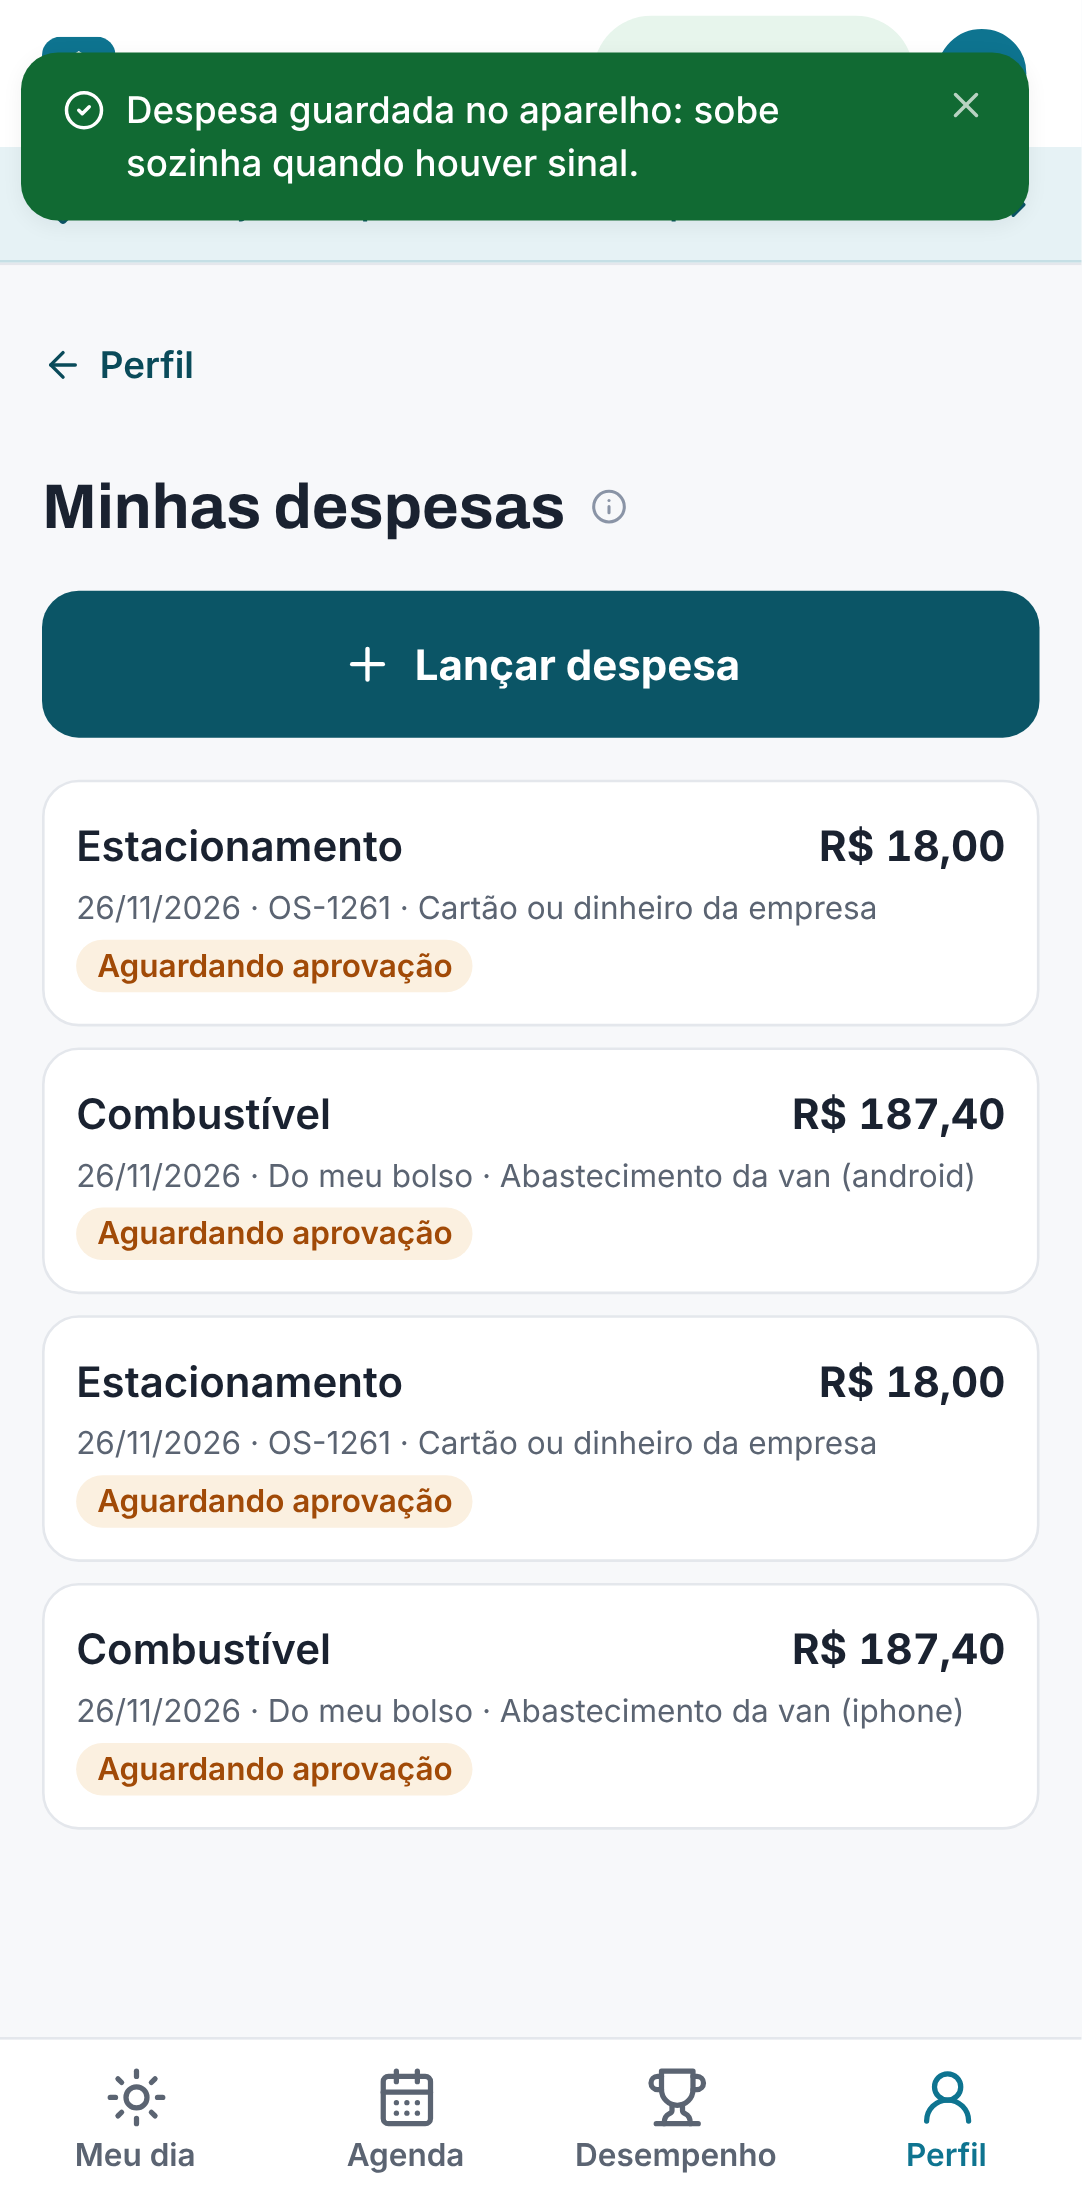 Despesa guardada no aparelho: sobe
sozinha quando houver sinal.
Perfil
Minhas despesas
Lançar despesa
Estacionamento R$ 18,00
26/11/2026 · OS-1261 · Cartão ou dinheiro da empresa
Aguardando aprovação
Combustível R$ 187,40
26/11/2026 · Do meu bolso · Abastecimento da van (android)
Aguardando aprovação
Estacionamento R$ 18,00
26/11/2026 · OS-1261 · Cartão ou dinheiro da empresa
Aguardando aprovação
Combustível R$ 187,40
26/11/2026 · Do meu bolso · Abastecimento da van (iphone)
Aguardando aprovação
Meu dia Agenda Desempenho Perfil